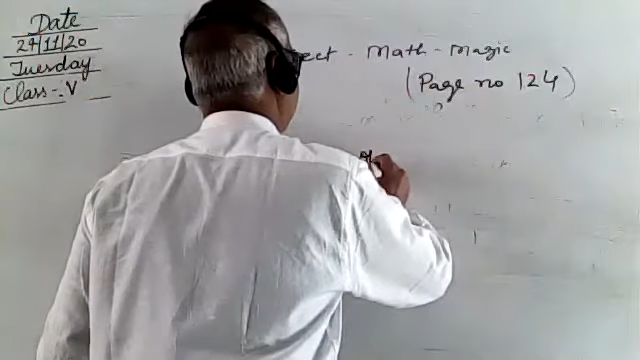 Date
24/11/20
Tuesday
Class-:V
ect - Math - Magic
(Page no 124)